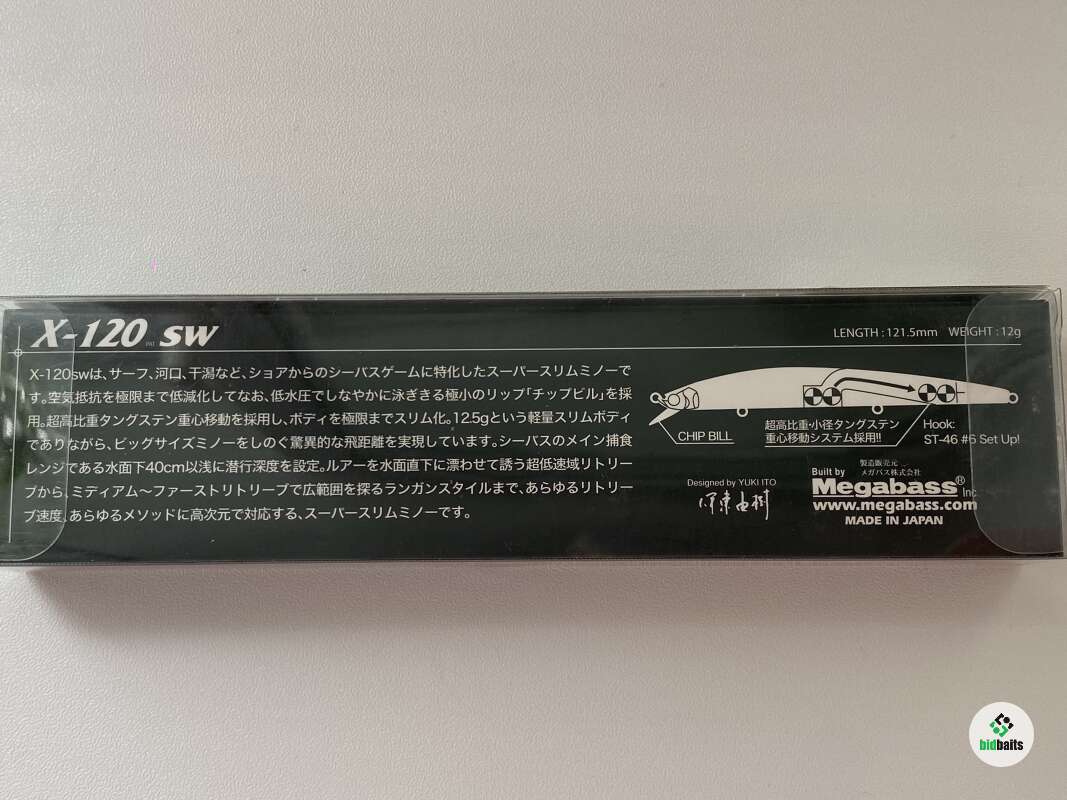 X-120 SW
LENGTH : 121.5mm WEIGHT : 12g
X-120swは、サーフ、河口、干潟など、ショアからのシーバスゲームに特化したスーパースリムミノーで
す。空気抵抗を極限まで低減化してなお、低水圧でしなやかに泳ぎきる極小のリップ「チップビル」を採
用。超高比重タングステン重心移動を採用し、ボディを極限までスリム化。12.5gという軽量スリムボディ
でありながら、ビッグサイズミノーをしのぐ驚異的な飛距離を実現しています。シーバスのメイン捕食
レンジである水面下40cm以浅に潜行深度を設定。ルアーを水面直下に漂わせて誘う超低速域リトリー
ブから、ミディアム〜ファーストリトリーブで広範囲を探るランガンスタイルまで、あらゆるリトリー
ブ速度、あらゆるメソッドに高次元で対応する、スーパースリムミノーです。
CHIP BILL
超高比重・小径タングステン
重心移動システム採用!!
Hook:
ST-46 #6 Set Up!
Designed by YUKI ITO
伊東由樹
製造販売元
Built by メガバス株式会社
Megabass® Inc
www.megabass.com
MADE IN JAPAN
bidbaits